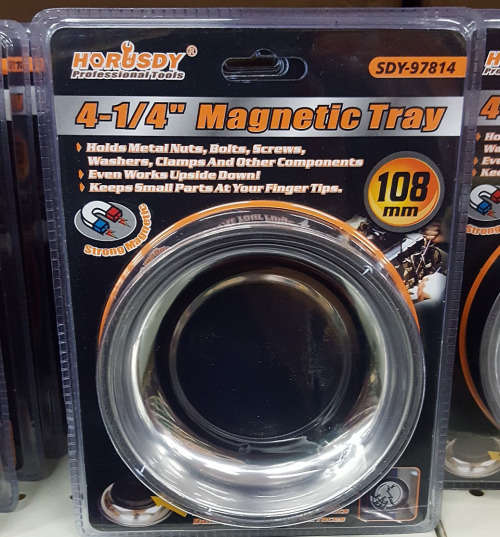 HORUSDY®
Professional Tools
SDY-97814
4-1/4" Magnetic Tray
Holds Metal Nuts, Bolts, Screws,
Washers, Clamps And Other Components
Even Works Upside Down!
Keeps Small Parts At Your Finger Tips.
108
mm
Strong Magnetic